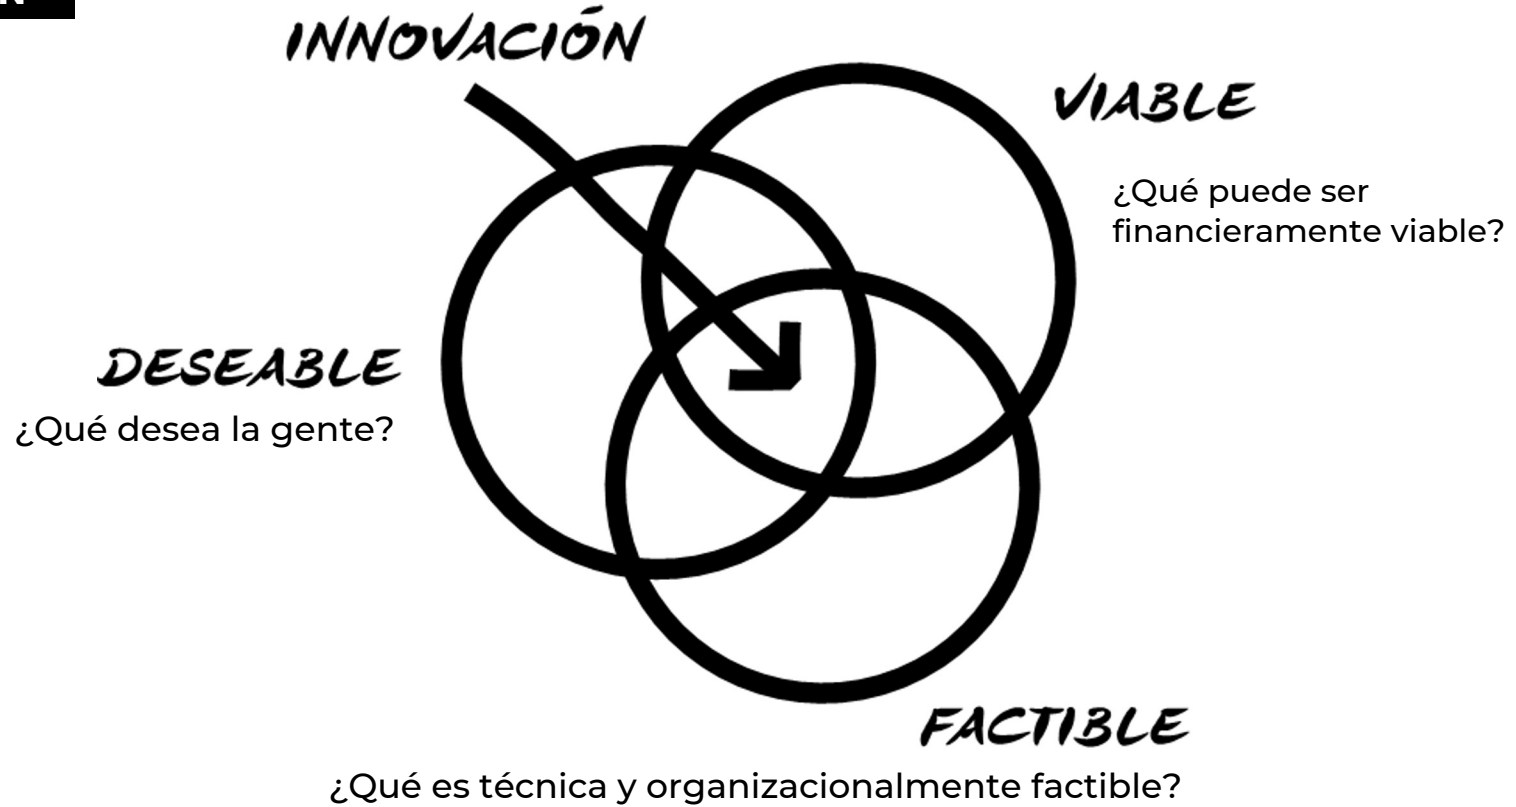 INNOVACIÓN
VIABLE
¿Qué puede ser
financieramente viable?
DESEABLE
¿Qué desea la gente?
FACTIBLE
¿Qué es técnica y organizacionalmente factible?